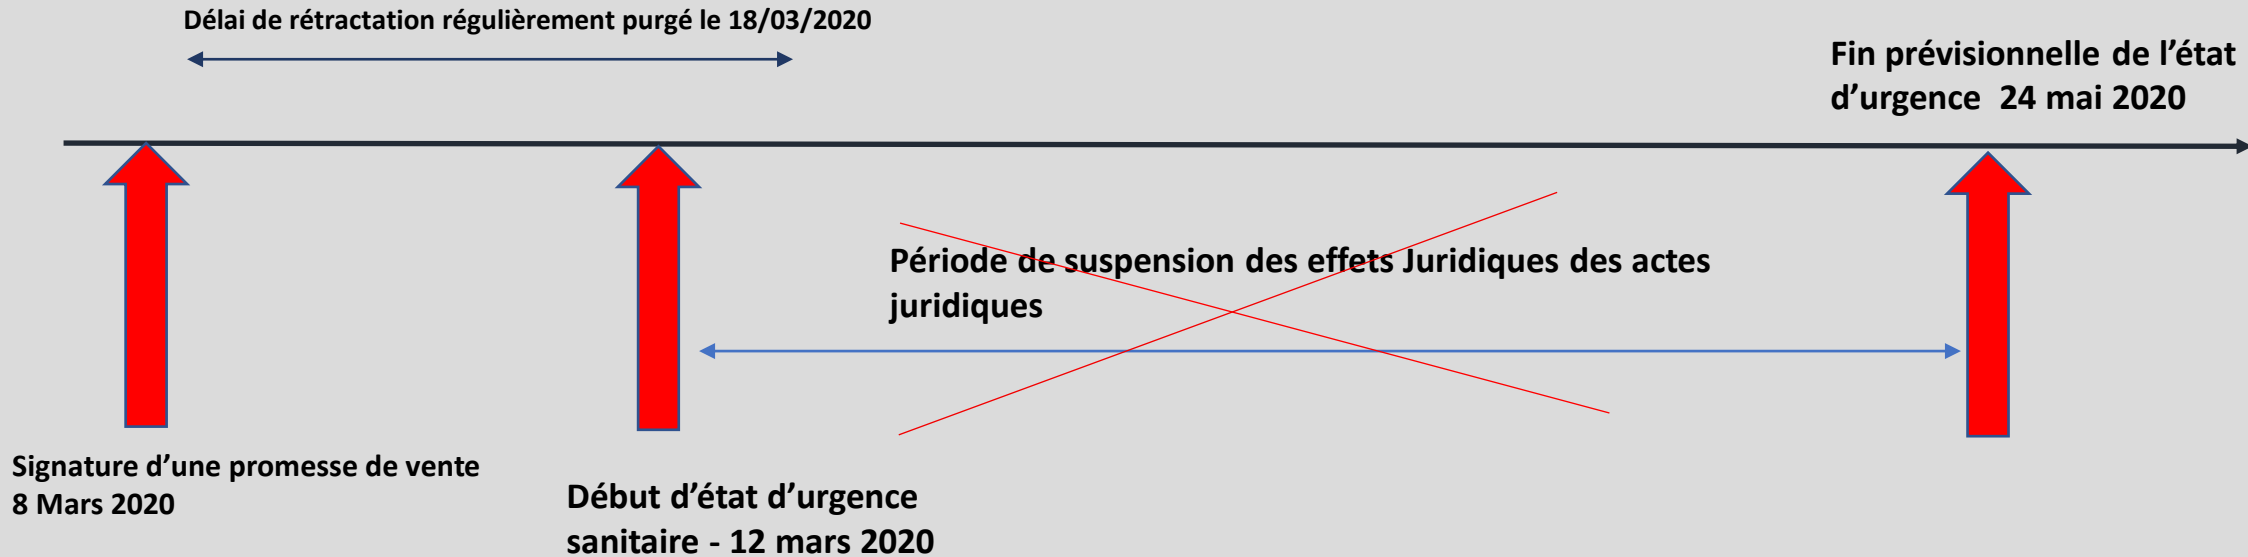 Délai de rétractation régulièrement purgé le 18/03/2020
Fin prévisionnelle de l’état
d’urgence  24 mai 2020
Période de suspension des effets Juridiques des actes
juridiques
Signature d’une promesse de vente
8 Mars 2020
Début d’état d’urgence
sanitaire - 12 mars 2020